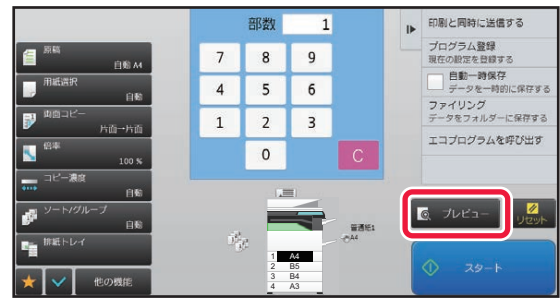 原稿
自動 A4
用紙選択
自動
両面コピー
片面→片面
倍率
100 %
コピー濃度
自動
ソート/グループ
自動
排紙トレイ
他の機能
部数 1
7 8 9
4 5 6
1 2 3
0 C
普通紙1
A4
1 A4
2 B5
3 B4
4 A3
印刷と同時に送信する
プログラム登録
現在の設定を登録する
自動一時保存
データを一時的に保存する
ファイリング
データをフォルダーに保存する
エコプログラムを呼び出す
プレビュー
リセット
スタート